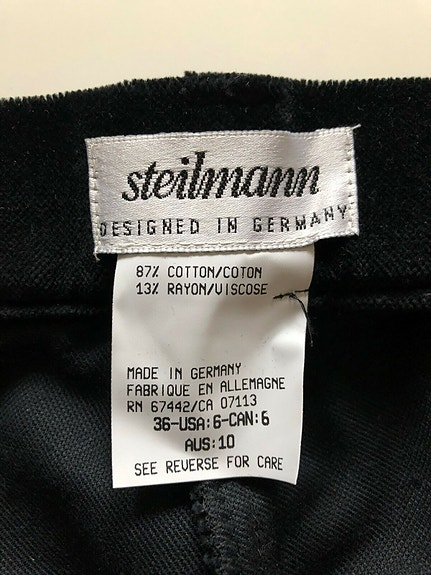 steilmann
DESIGNED IN GERMANY
87% COTTON/COTON
13% RAYON/VISCOSE
MADE IN GERMANY
FABRIQUE EN ALLEMAGNE
RN 67442/CA 07113
36-USA:6-CAN:6
AUS:10
SEE REVERSE FOR CARE